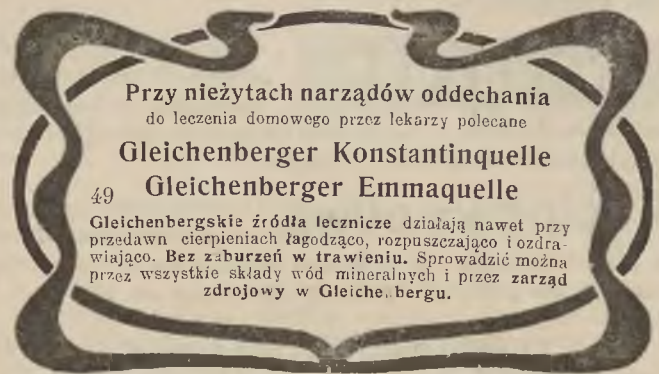 Przy nieżytach narządów oddechania
do leczenia domowego przez lekarzy polecane
Gleichenberger Konstantinquelle
49 Gleichenberger Emmaquelle
Gleichenbergskie źródła lecznicze działają nawet przy
przedawn cierpieniach łagodząco, rozpuszczająco i ozdra-
wiająco. Bez zaburzeń w trawieniu. Sprowadzić można
przez wszystkie składy wód mineralnych i przez zarząd
zdrojowy w Gleichenbergu.